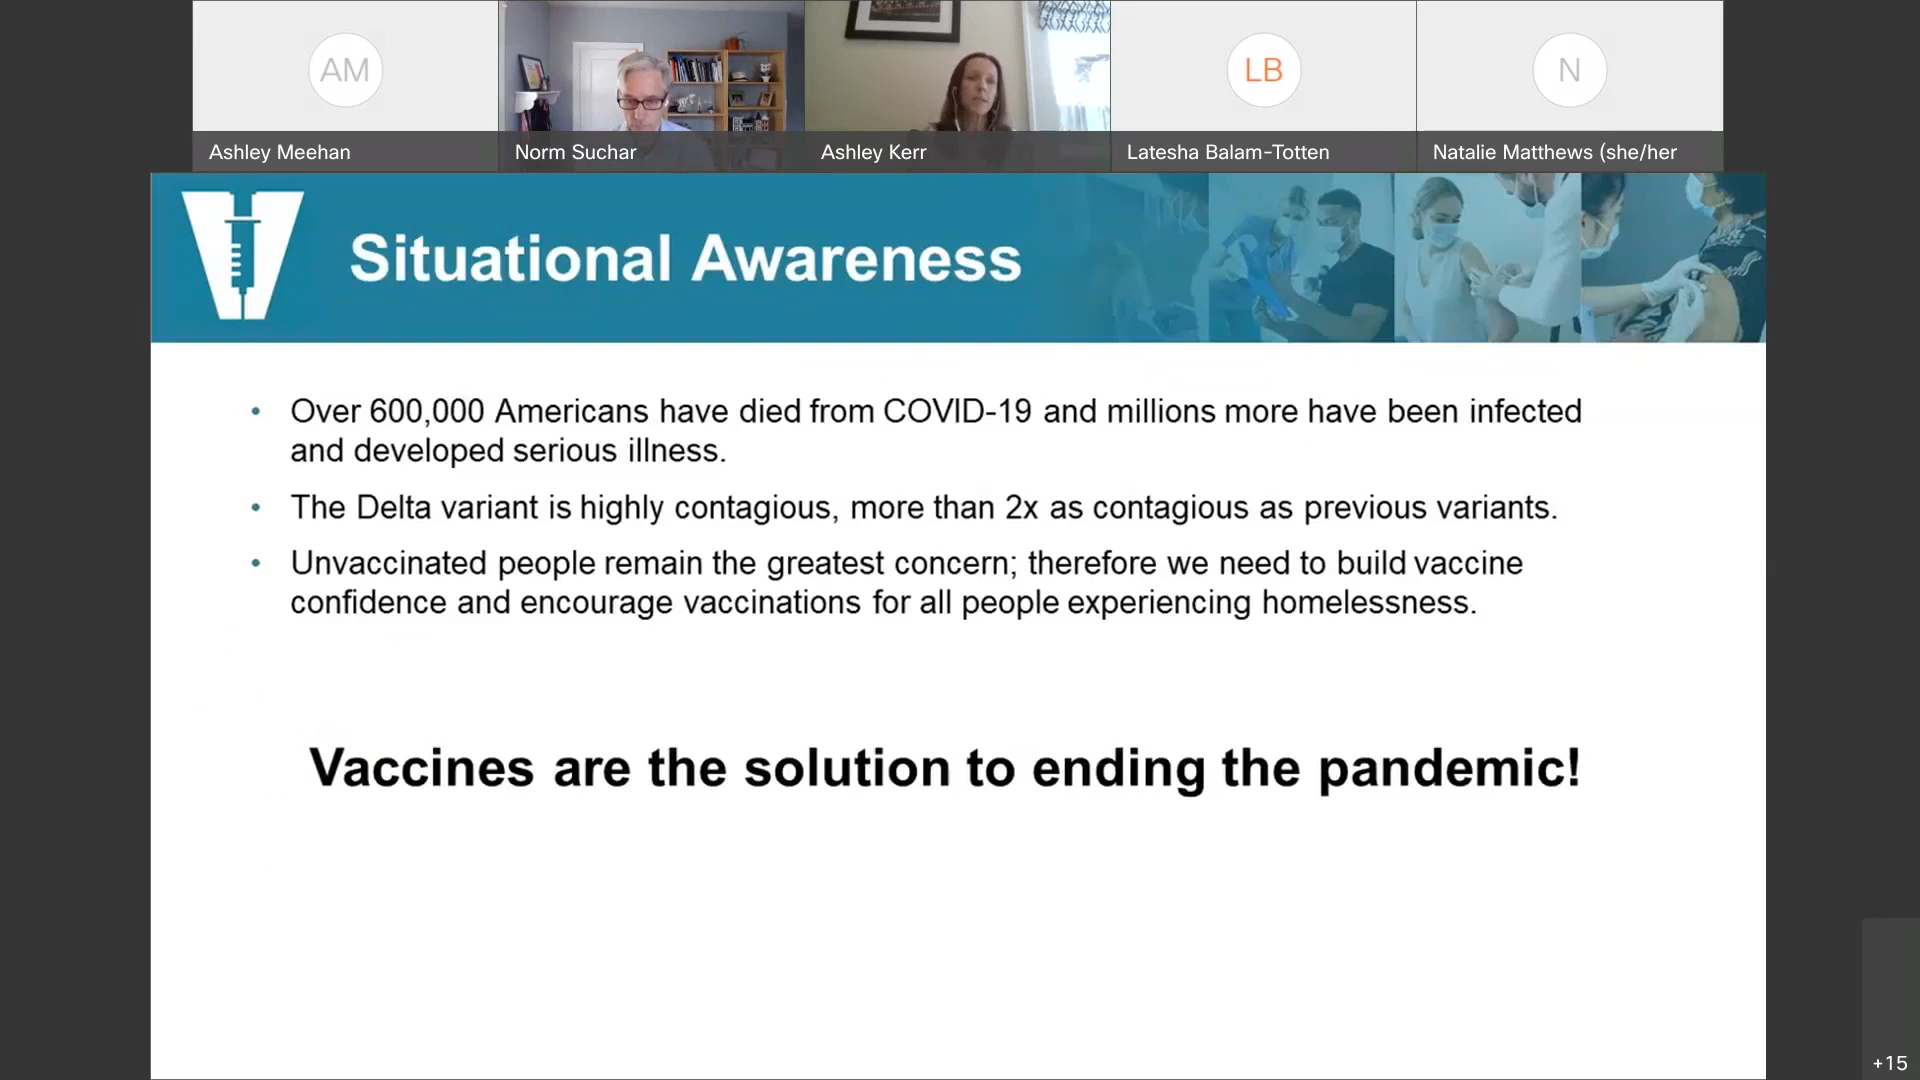 AM
LB
N
Ashley Meehan
Norm Suchar
Ashley Kerr
Latesha Balam-Totten
Natalie Matthews (she/her
Situational Awareness
• Over 600,000 Americans have died from COVID-19 and millions more have been infected
and developed serious illness.
• The Delta variant is highly contagious, more than 2x as contagious as previous variants.
• Unvaccinated people remain the greatest concern; therefore we need to build vaccine
confidence and encourage vaccinations for all people experiencing homelessness.
Vaccines are the solution to ending the pandemic!
+15